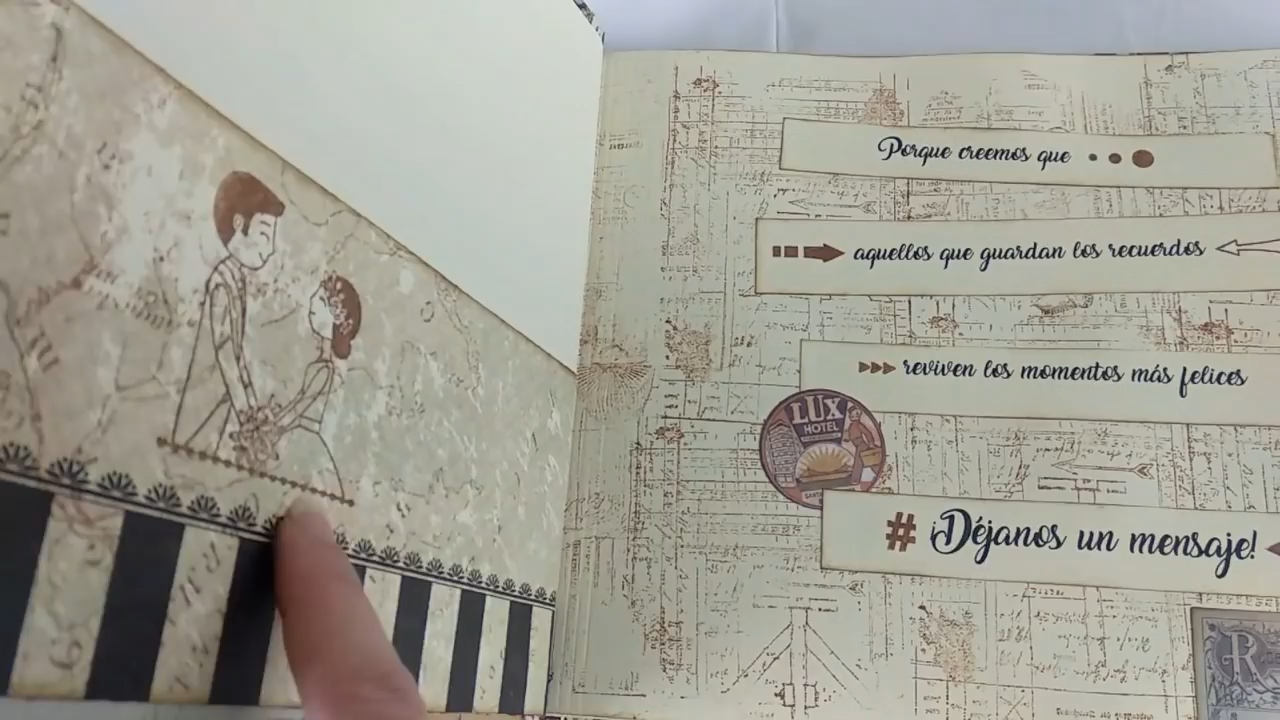 Porque creemos que
aquellos que guardan los recuerdos
reviven los momentos más felices
LUX
HOTEL
# ¡Déjanos un mensaje!
R